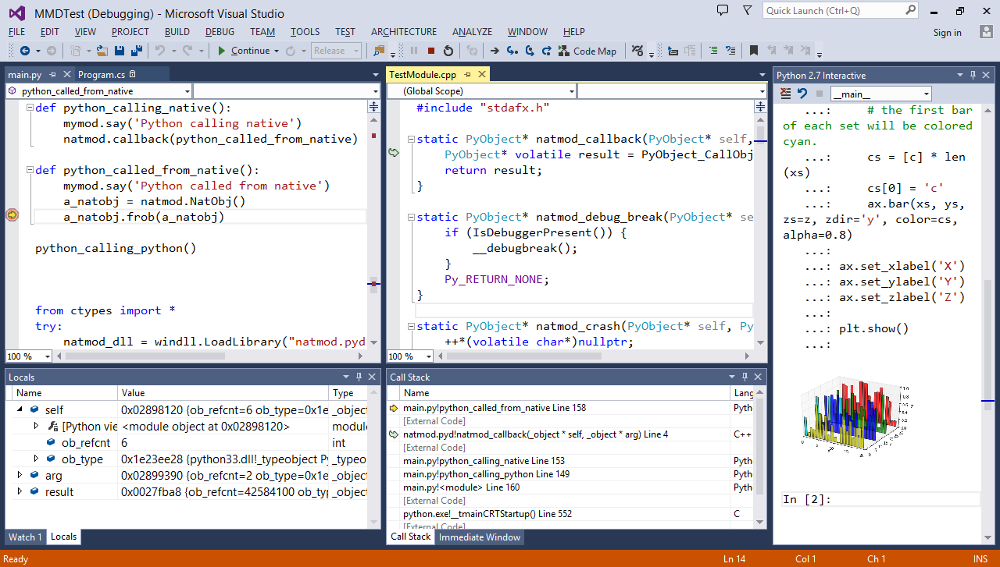 MMDTest (Debugging) - Microsoft Visual Studio
Quick Launch (Ctrl+Q)
FILE EDIT VIEW PROJECT BUILD DEBUG TEAM TOOLS TEST ARCHITECTURE ANALYZE WINDOW HELP
Sign in
Continue Release Code Map
main.py Program.cs
python_called_from_native
def python_calling_native():
mymod.say('Python calling native')
natmod.callback(python_called_from_native)
def python_called_from_native():
mymod.say('Python called from native')
a_natobj = natmod.NatObj()
a_natobj.frob(a_natobj)
python_calling_python()
from ctypes import *
try:
natmod_dll = windll.LoadLibrary("natmod.pyd
100 %
TestModule.cpp
(Global Scope)
#include "stdafx.h"
static PyObject* natmod_callback(PyObject* self,
PyObject* volatile result = PyObject_CallObj
return result;
}
static PyObject* natmod_debug_break(PyObject* se
if (IsDebuggerPresent()) {
__debugbreak();
}
Py_RETURN_NONE;
}
static PyObject* natmod_crash(PyObject* self, Py
++*(volatile char*)nullptr;
100 %
Python 2.7 Interactive
__main__
...: # the first bar
of each set will be colored
cyan.
...: cs = [c] * len
(xs)
...: cs[0] = 'c'
...: ax.bar(xs, ys,
zs=z, zdir='y', color=cs,
alpha=0.8)
...:
...: ax.set_xlabel('X')
...: ax.set_ylabel('Y')
...: ax.set_zlabel('Z')
...:
...: plt.show()
...:
In [2]:
Locals
Name Value Type
self 0x02898120 {ob_refcnt=6 ob_type=0x1e _object
[Python vie <module object at 0x02898120> module
ob_refcnt 6 int
ob_type 0x1e23ee28 {python33.dll!_typeobject Py _typeo
arg 0x02899390 {ob_refcnt=2 ob_type=0x1e _object
result 0x0027fba8 {ob_refcnt=42584100 ob_typ _object
Watch 1 Locals
Call Stack
Name Lang
main.py!python_called_from_native Line 158 Pyth
[External Code]
natmod.pyd!natmod_callback(_object * self, _object * arg) Line 4 C++
[External Code]
main.py!python_calling_native Line 153 Pyth
main.py!python_calling_python Line 149 Pyth
main.py!<module> Line 160 Pyth
[External Code]
python.exe!__tmainCRTStartup() Line 552 C
[External Code]
Call Stack Immediate Window
Ready Ln 14 Col 1 Ch 1 INS